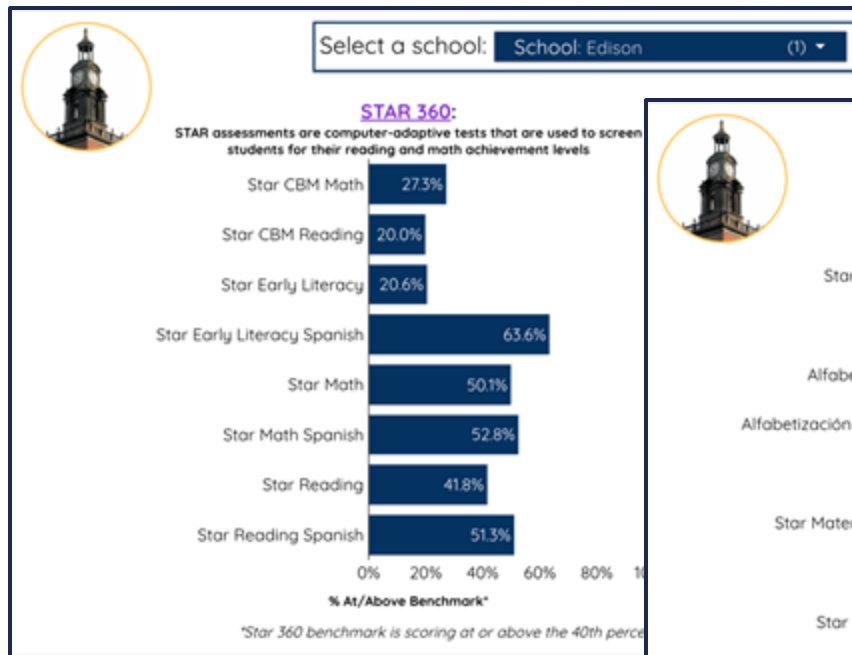 Select a school: School: Edison (1)
STAR 360:
STAR assessments are computer-adaptive tests that are used to screen
students for their reading and math achievement levels
Star CBM Math 27.3%
Star CBM Reading 20.0%
Star Early Literacy 20.6%
Star Early Literacy Spanish 63.6%
Star Math 50.1%
Star Math Spanish 52.8%
Star Reading 41.8%
Star Reading Spanish 51.3%
0% 20% 40% 60% 80%
% At/Above Benchmark*
*Star 360 benchmark is scoring at or above the 40th
Star
Alfabetización
Star
Star